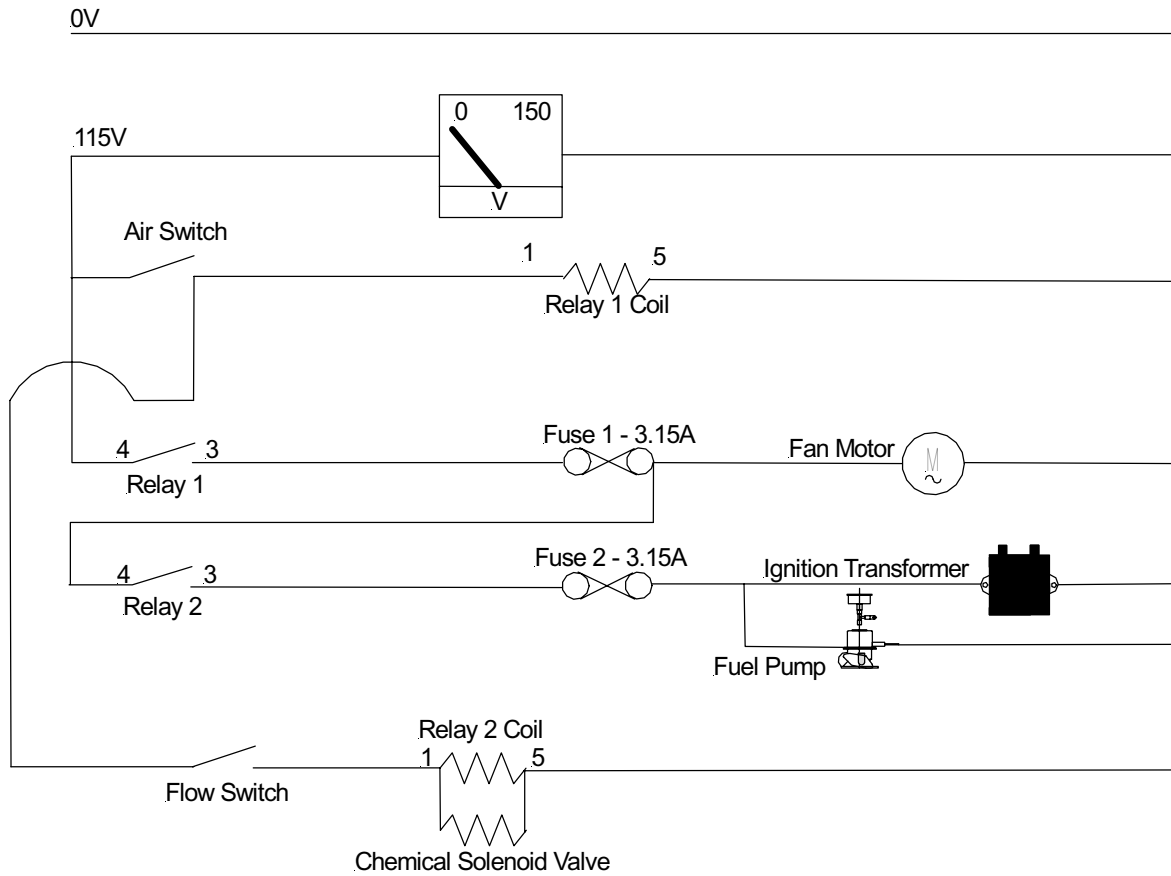 0V
0 150
115V
V
Air Switch
1 5
Relay 1 Coil
Fuse 1 - 3.15A
4 3
Fan Motor
M
Relay 1
Fuse 2 - 3.15A
4 3
Ignition Transformer
Relay 2
Fuel Pump
Relay 2 Coil
1 5
Flow Switch
Chemical Solenoid Valve